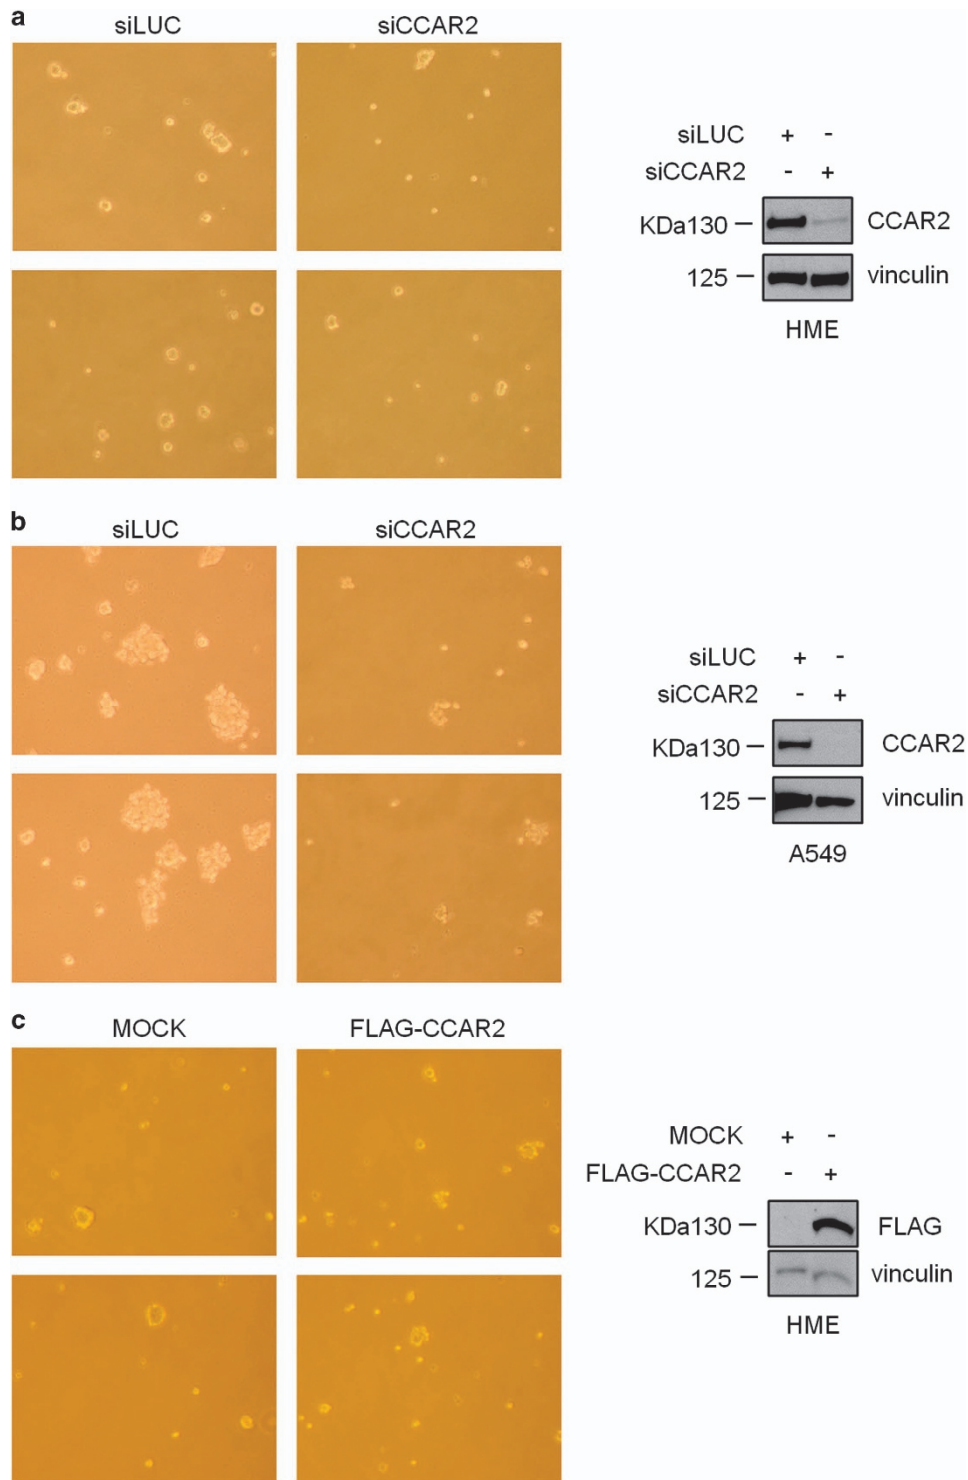 a
siLUC siCCAR2
siLUC + -
siCCAR2 - +
KDa130 CCAR2
125 vinculin
HME
b
siLUC siCCAR2
siLUC + -
siCCAR2 - +
KDa130 CCAR2
125 vinculin
A549
c
MOCK FLAG-CCAR2
MOCK + -
FLAG-CCAR2 - +
KDa130 FLAG
125 vinculin
HME